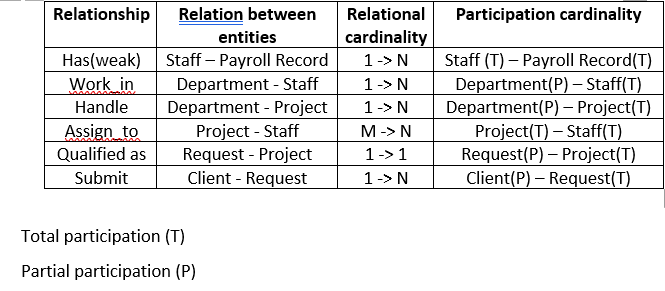 Relationship Relation between entities Relational cardinality Participation cardinality
Has(weak) Staff – Payroll Record 1 -> N Staff (T) – Payroll Record(T)
Work_in Department - Staff 1 -> N Department(P) – Staff(T)
Handle Department - Project 1 -> N Department(P) – Project(T)
Assign_to Project - Staff M -> N Project(T) – Staff(T)
Qualified as Request - Project 1 -> 1 Request(P) – Project(T)
Submit Client - Request 1 -> N Client(P) – Request(T)
Total participation (T)
Partial participation (P)